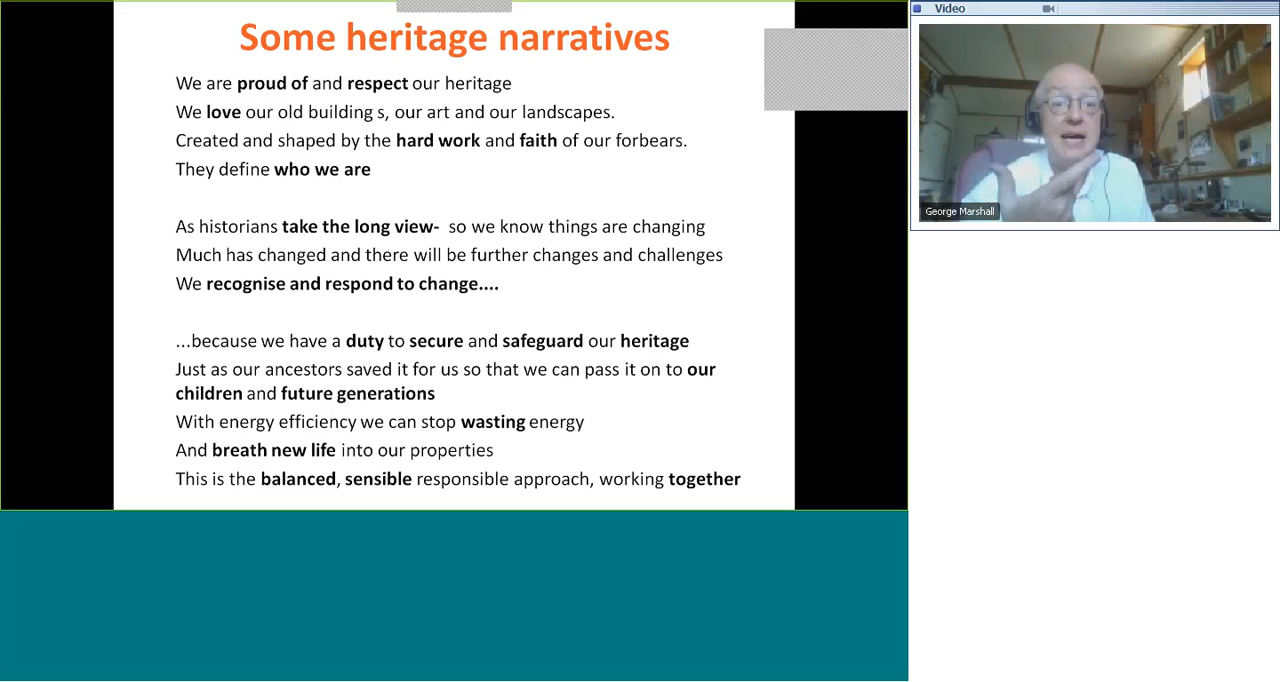 Some heritage narratives
We are proud of and respect our heritage
We love our old building s, our art and our landscapes.
Created and shaped by the hard work and faith of our forbears.
They define who we are
As historians take the long view- so we know things are changing
Much has changed and there will be further changes and challenges
We recognise and respond to change....
...because we have a duty to secure and safeguard our heritage
Just as our ancestors saved it for us so that we can pass it on to our
children and future generations
With energy efficiency we can stop wasting energy
And breath new life into our properties
This is the balanced, sensible responsible approach, working together
Video
George Marshall